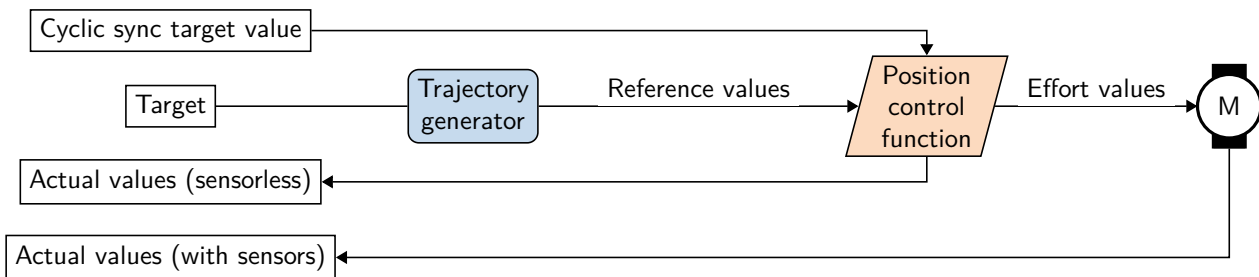 Cyclic sync target value
Target
Trajectory
generator
Reference values
Position
control
function
Effort values
M
Actual values (sensorless)
Actual values (with sensors)